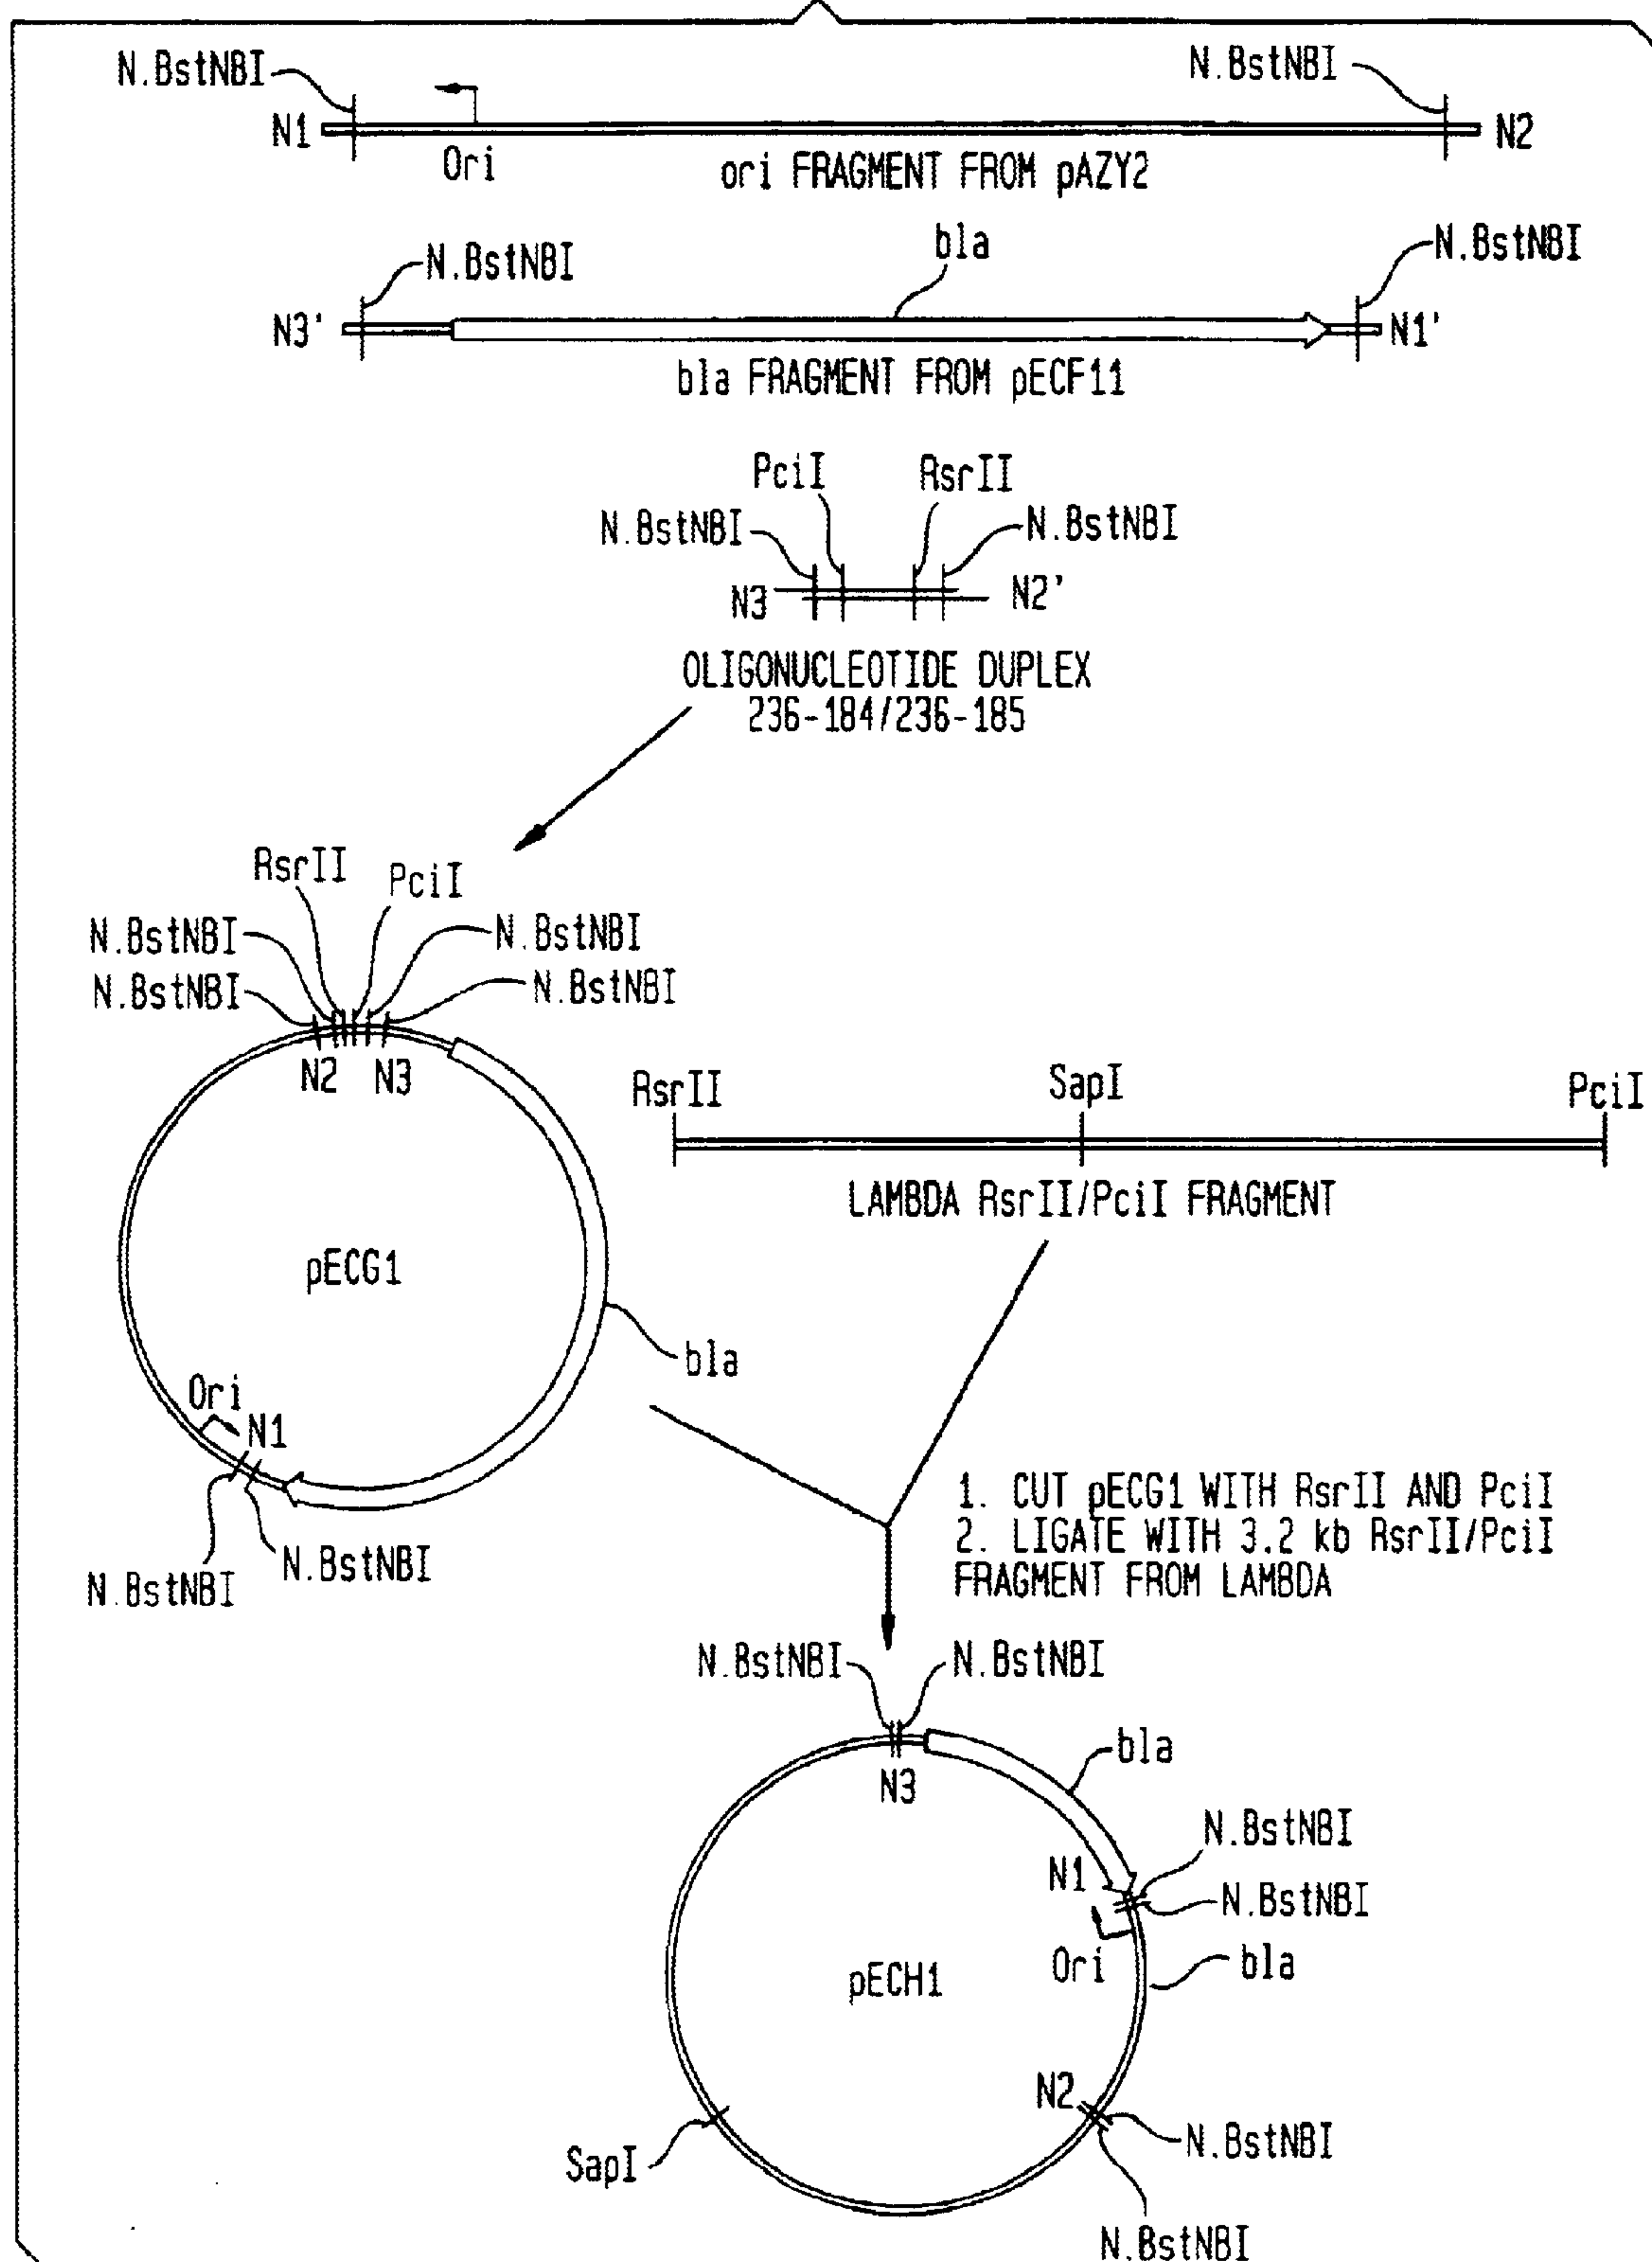 N.BstNBI
N.BstNBI
N1
N2
Ori
ori FRAGMENT FROM pAZY2
bla
N.BstNBI
N.BstNBI
N3'
N1'
bla FRAGMENT FROM pECF11
PciI
RsrII
N.BstNBI
N.BstNBI
N3
N2'
OLIGONUCLEOTIDE DUPLEX
236-184/236-185
RsrII
PciI
N.BstNBI
N.BstNBI
N.BstNBI
N.BstNBI
N2
N3
RsrII
SapI
PciI
LAMBDA RsrII/PciI FRAGMENT
pECG1
bla
Ori
N1
N.BstNBI
N.BstNBI
1. CUT pECG1 WITH RsrII AND PciI
2. LIGATE WITH 3.2 kb RsrII/PciI
FRAGMENT FROM LAMBDA
N.BstNBI
N.BstNBI
bla
N3
N.BstNBI
N1
N.BstNBI
Ori
bla
pECH1
N2
N.BstNBI
SapI
N.BstNBI